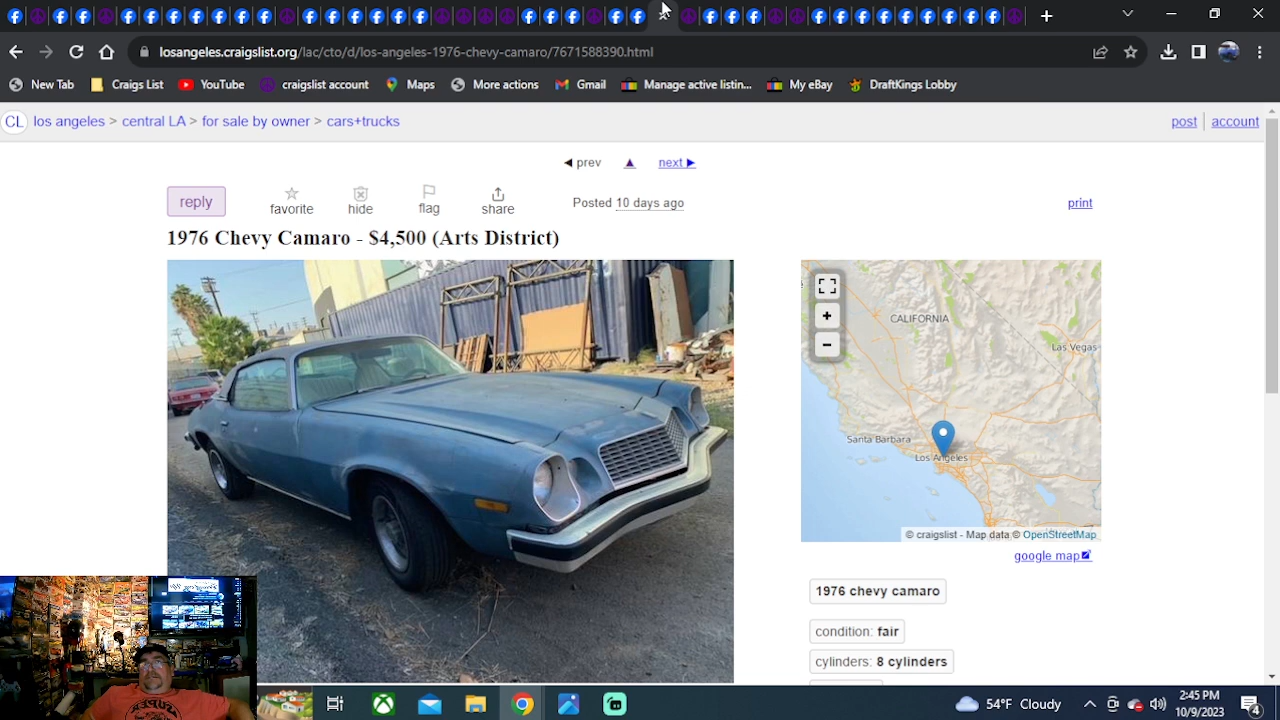 losangeles.craigslist.org/lac/cto/d/los-angeles-1976-chevy-camaro/7671588390.html
New Tab Craigs List YouTube craigslist account Maps More actions Gmail Manage active listin... My eBay DraftKings Lobby
CL los angeles > central LA > for sale by owner > cars+trucks post account
◀ prev ▲ next ▶
reply favorite hide flag share Posted 10 days ago print
1976 Chevy Camaro - $4,500 (Arts District)
+
CALIFORNIA
−
Las Vegas
Santa Barbara
Los Angeles
© craigslist - Map data © OpenStreetMap
google map
1976 chevy camaro
condition: fair
cylinders: 8 cylinders
SUPER
54°F Cloudy 2:45 PM
10/9/2023 4